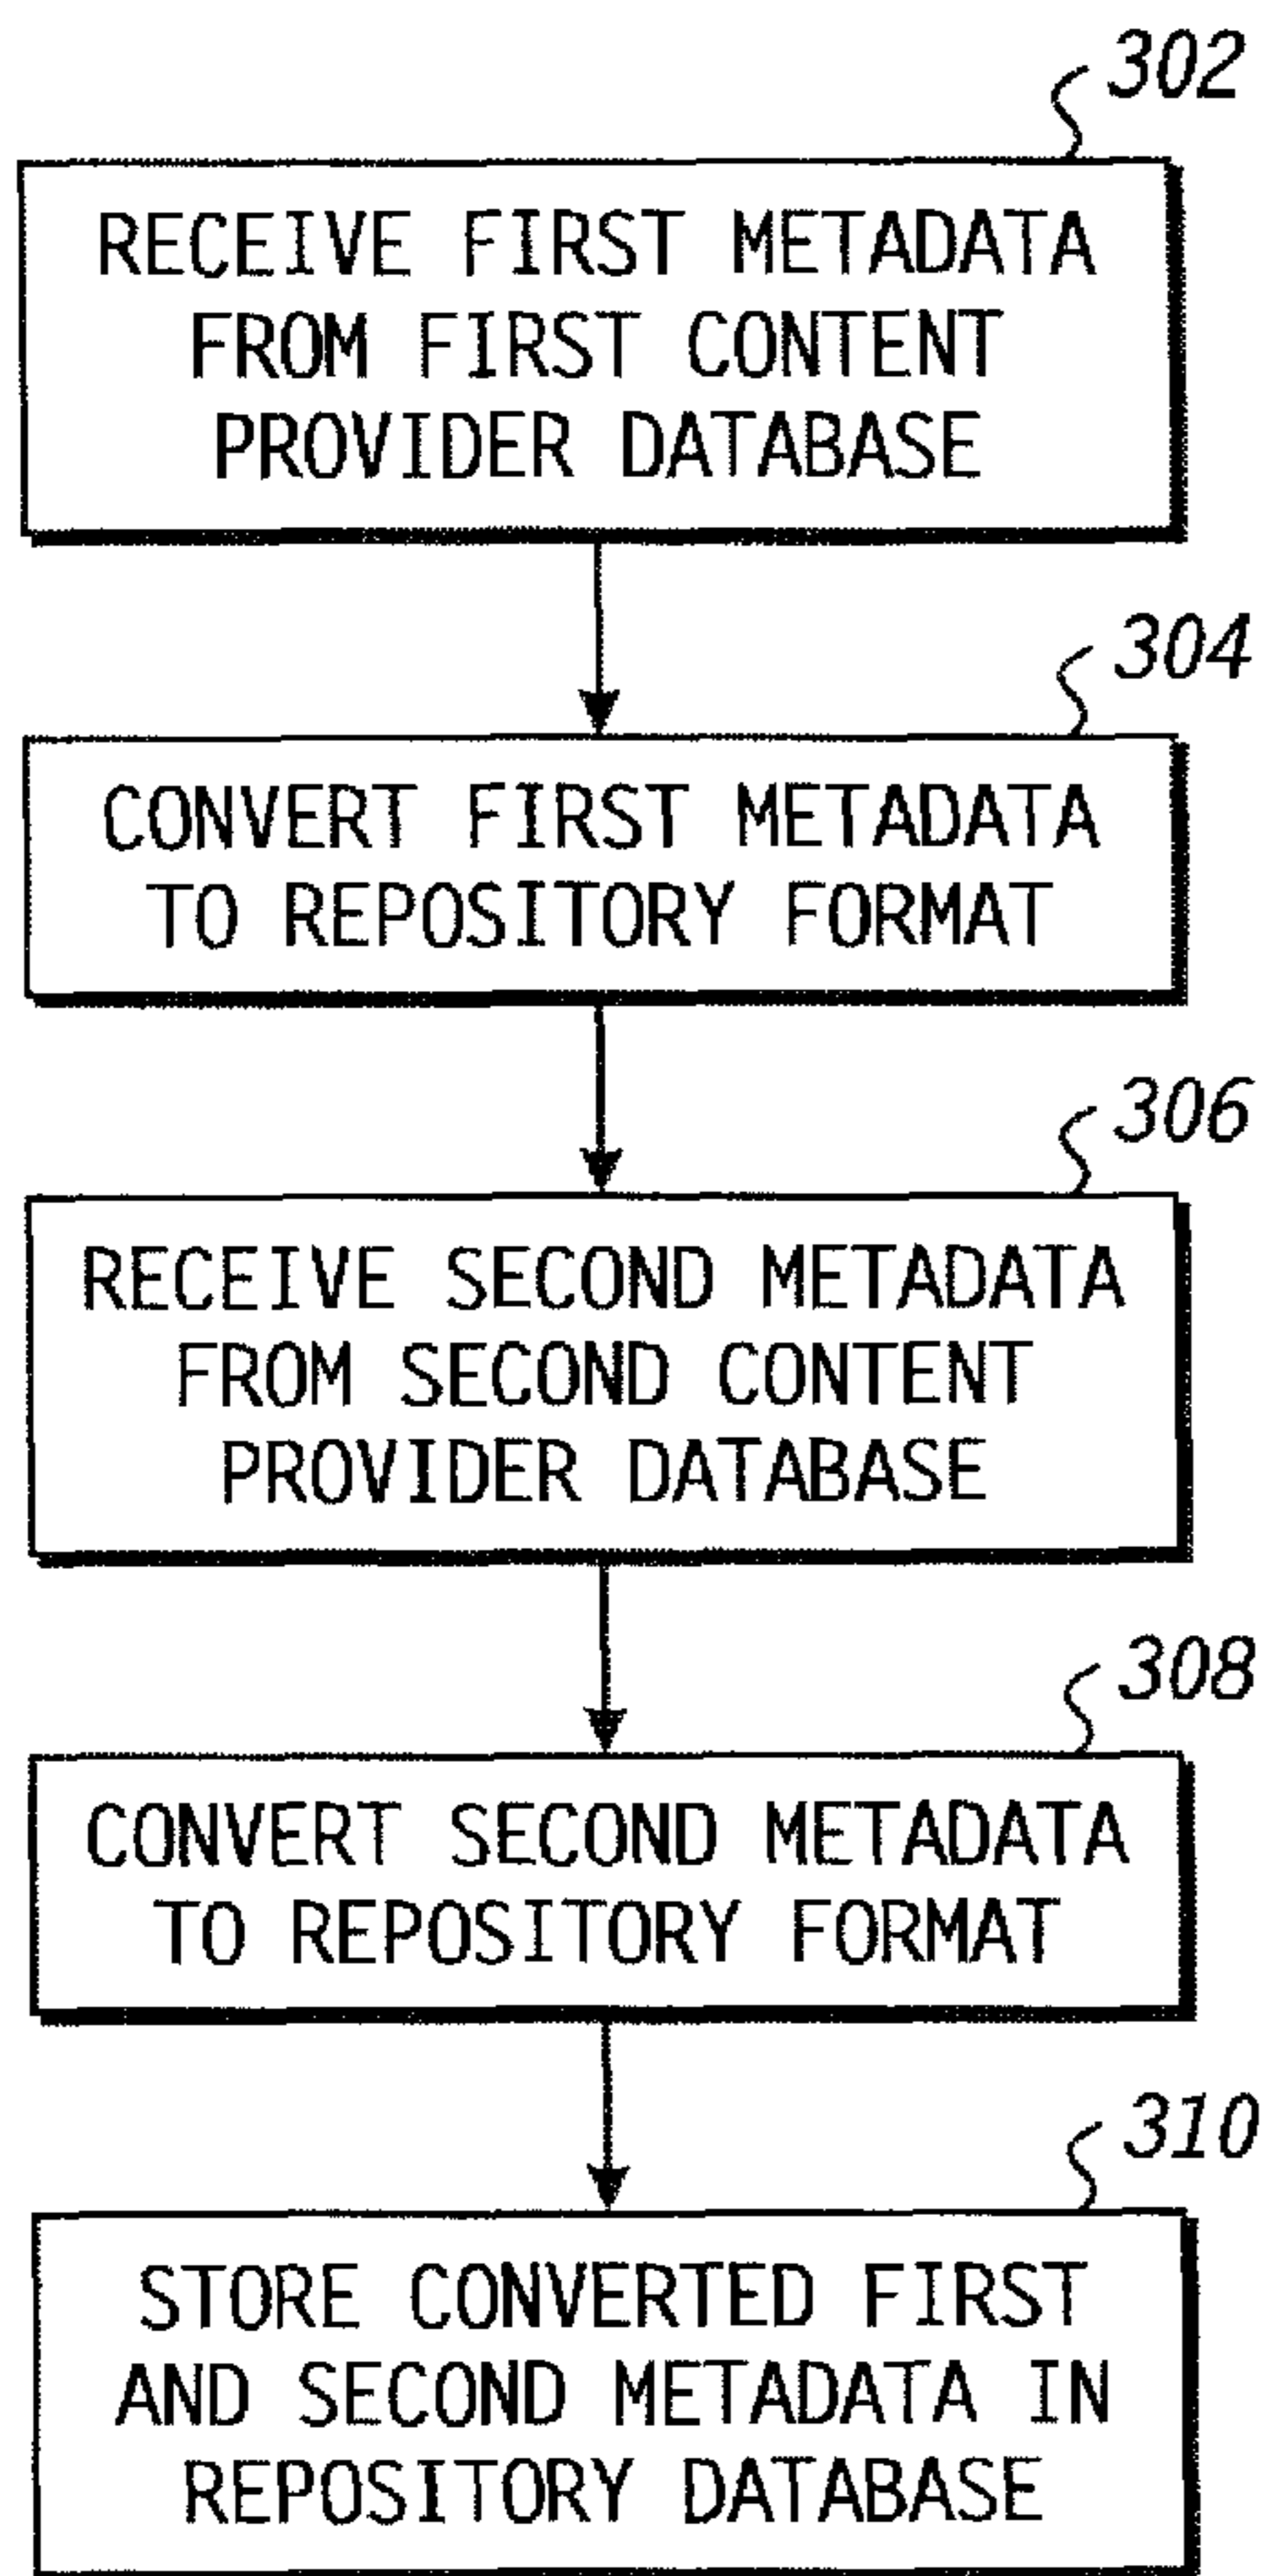 302
RECEIVE FIRST METADATA
FROM FIRST CONTENT
PROVIDER DATABASE
304
CONVERT FIRST METADATA
TO REPOSITORY FORMAT
306
RECEIVE SECOND METADATA
FROM SECOND CONTENT
PROVIDER DATABASE
308
CONVERT SECOND METADATA
TO REPOSITORY FORMAT
310
STORE CONVERTED FIRST
AND SECOND METADATA IN
REPOSITORY DATABASE